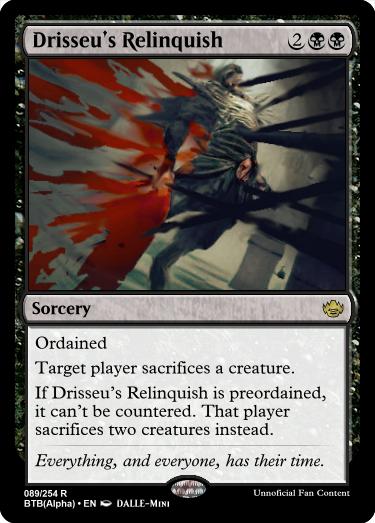 Drisseu's Relinquish 2
Sorcery
Ordained
Target player sacrifices a creature.
If Drisseu's Relinquish is preordained,
it can't be countered. That player
sacrifices two creatures instead.
Everything, and everyone, has their time.
089/254 R
BTB(Alpha) • EN DALLE-Mini
Unofficial Fan Content